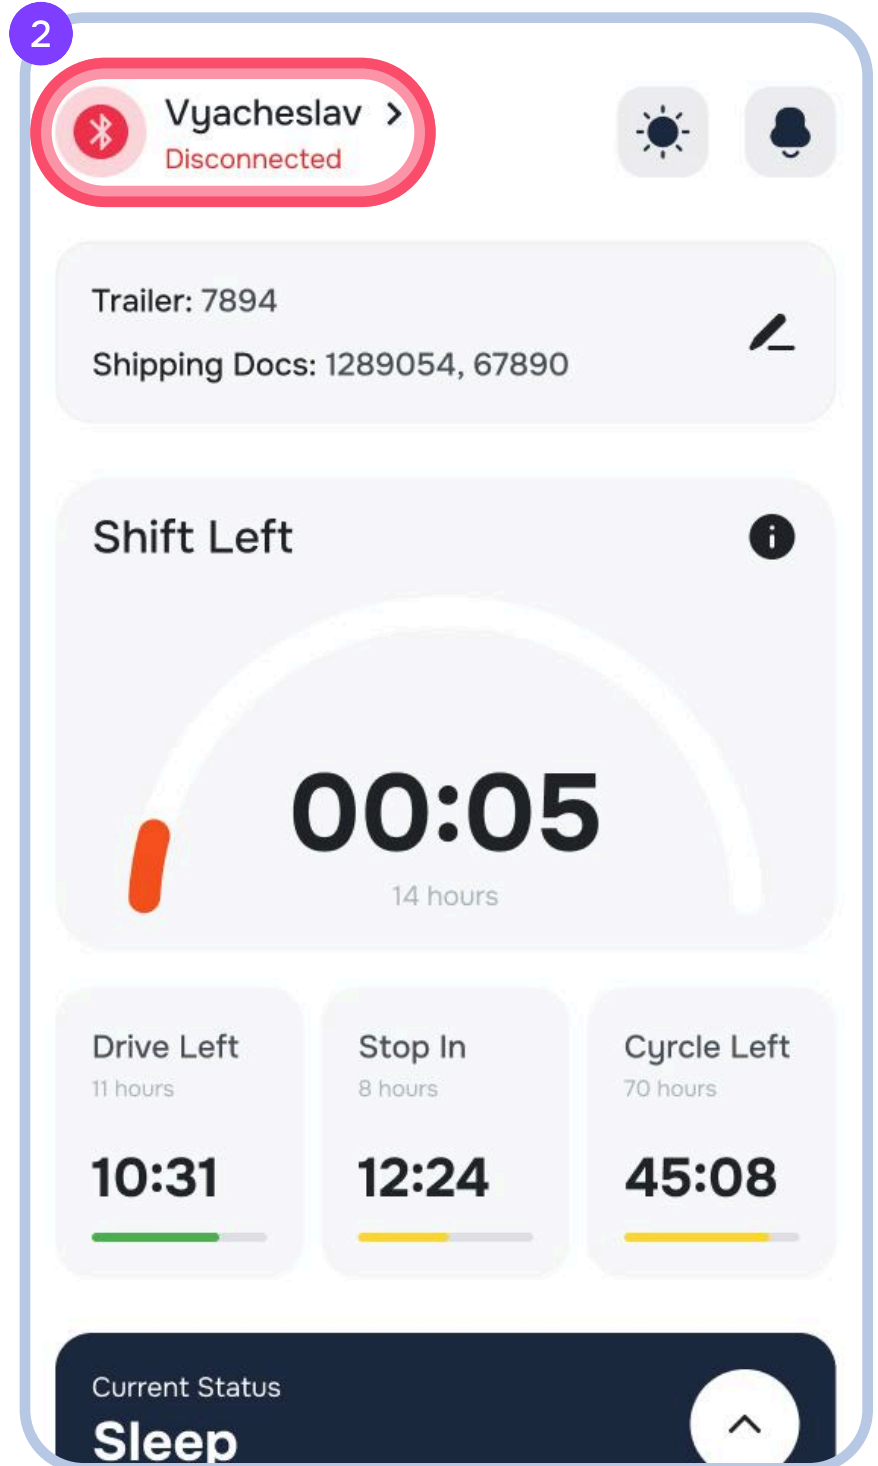 2
Vyacheslav
Disconnected
Trailer: 7894
Shipping Docs: 1289054, 67890
Shift Left
00:05
14 hours
Drive Left
11 hours
10:31
Stop In
8 hours
12:24
Cyrcle Left
70 hours
45:08
Current Status
Sleep